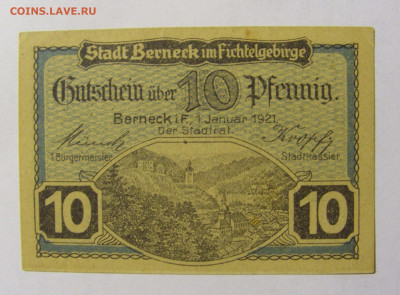 COINS.ЛАВЕ.RU
Stadt Berneck im Fichtelgebirge
Gutschein über 10 Pfennig.
Berneck i.F., 1. Januar 1921.
Der Stadtrat.
1. Bürgermeister
Stadtkassier
10 10